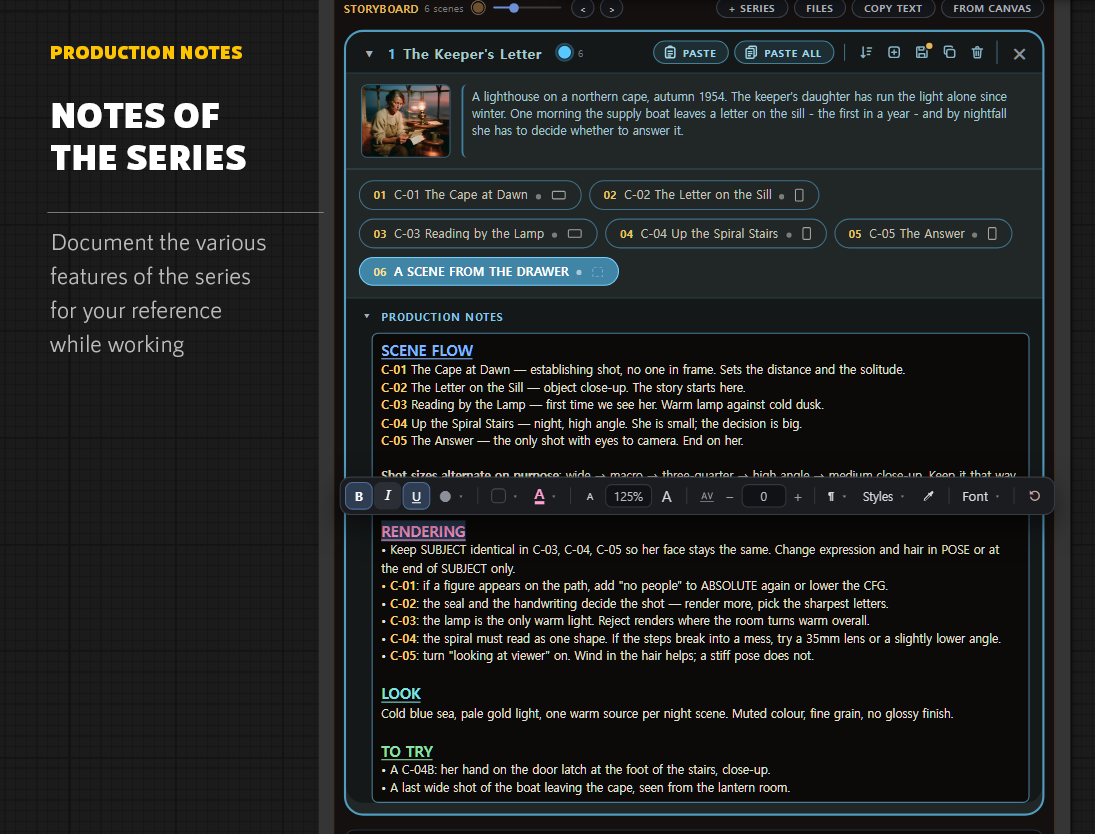 STORYBOARD 6 scenes < > + SERIES FILES COPY TEXT FROM CANVAS
PRODUCTION NOTES
NOTES OF
THE SERIES
Document the various
features of the series
for your reference
while working
1 The Keeper's Letter 6 PASTE PASTE ALL
A lighthouse on a northern cape, autumn 1954. The keeper's daughter has run the light alone since
winter. One morning the supply boat leaves a letter on the sill - the first in a year - and by nightfall
she has to decide whether to answer it.
01 C-01 The Cape at Dawn
02 C-02 The Letter on the Sill
03 C-03 Reading by the Lamp
04 C-04 Up the Spiral Stairs
05 C-05 The Answer
06 A SCENE FROM THE DRAWER
PRODUCTION NOTES
SCENE FLOW
C-01 The Cape at Dawn — establishing shot, no one in frame. Sets the distance and the solitude.
C-02 The Letter on the Sill — object close-up. The story starts here.
C-03 Reading by the Lamp — first time we see her. Warm lamp against cold dusk.
C-04 Up the Spiral Stairs — night, high angle. She is small; the decision is big.
C-05 The Answer — the only shot with eyes to camera. End on her.
Shot sizes alternate on purpose: wide → macro → three-quarter → high angle → medium close-up. Keep it that way
B I U A A 125% A AV – 0 + ¶ Styles Font
RENDERING
• Keep SUBJECT identical in C-03, C-04, C-05 so her face stays the same. Change expression and hair in POSE or at
the end of SUBJECT only.
• C-01: if a figure appears on the path, add "no people" to ABSOLUTE again or lower the CFG.
• C-02: the seal and the handwriting decide the shot — render more, pick the sharpest letters.
• C-03: the lamp is the only warm light. Reject renders where the room turns warm overall.
• C-04: the spiral must read as one shape. If the steps break into a mess, try a 35mm lens or a slightly lower angle.
• C-05: turn "looking at viewer" on. Wind in the hair helps; a stiff pose does not.
LOOK
Cold blue sea, pale gold light, one warm source per night scene. Muted colour, fine grain, no glossy finish.
TO TRY
• A C-04B: her hand on the door latch at the foot of the stairs, close-up.
• A last wide shot of the boat leaving the cape, seen from the lantern room.